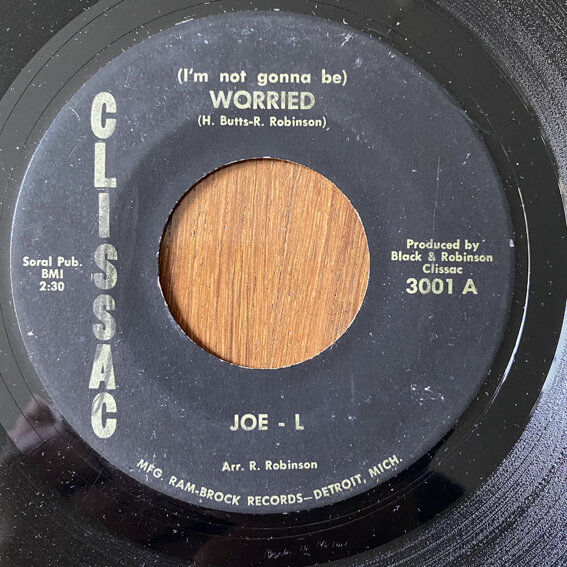 (I'm not gonna be)
WORRIED
(H. Butts-R. Robinson)
CLISSAC
Soral Pub.
BMI
2:30
Produced by
Black & Robinson
Clissac
3001 A
JOE - L
Arr. R. Robinson
MFG. RAM-BROCK RECORDS—DETROIT, MICH.